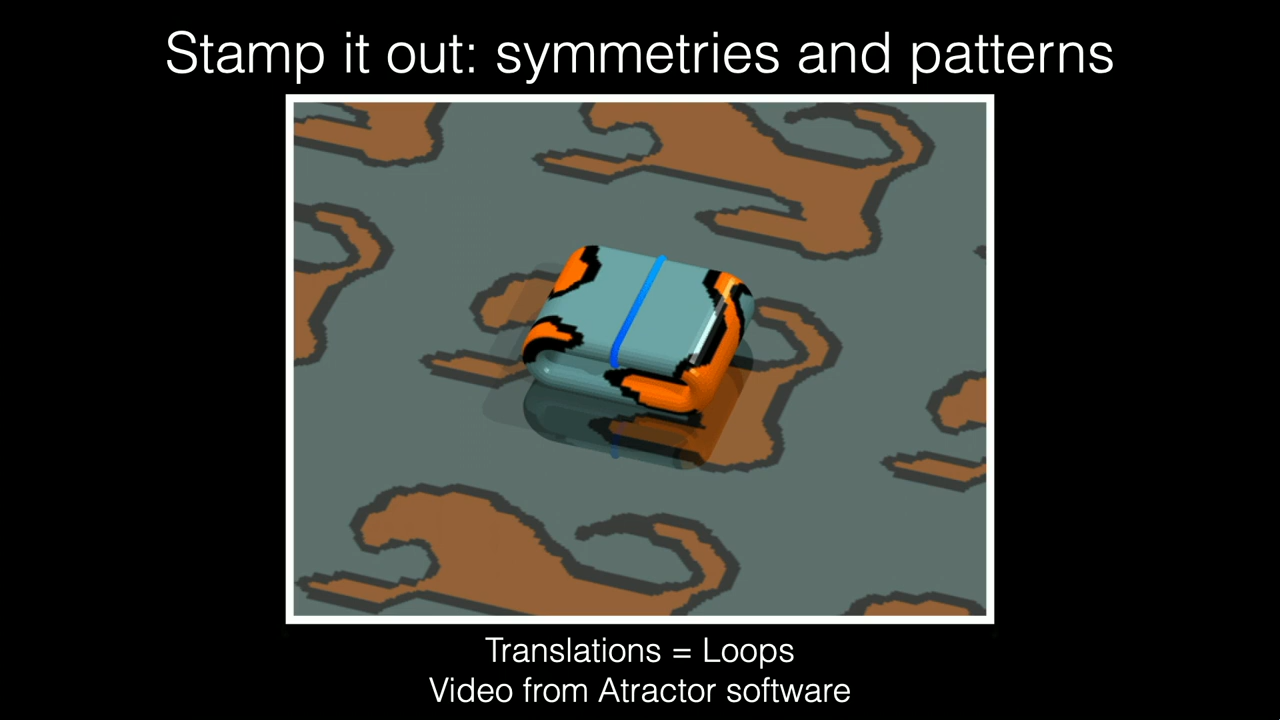 Stamp it out: symmetries and patterns
Translations = Loops
Video from Atractor software